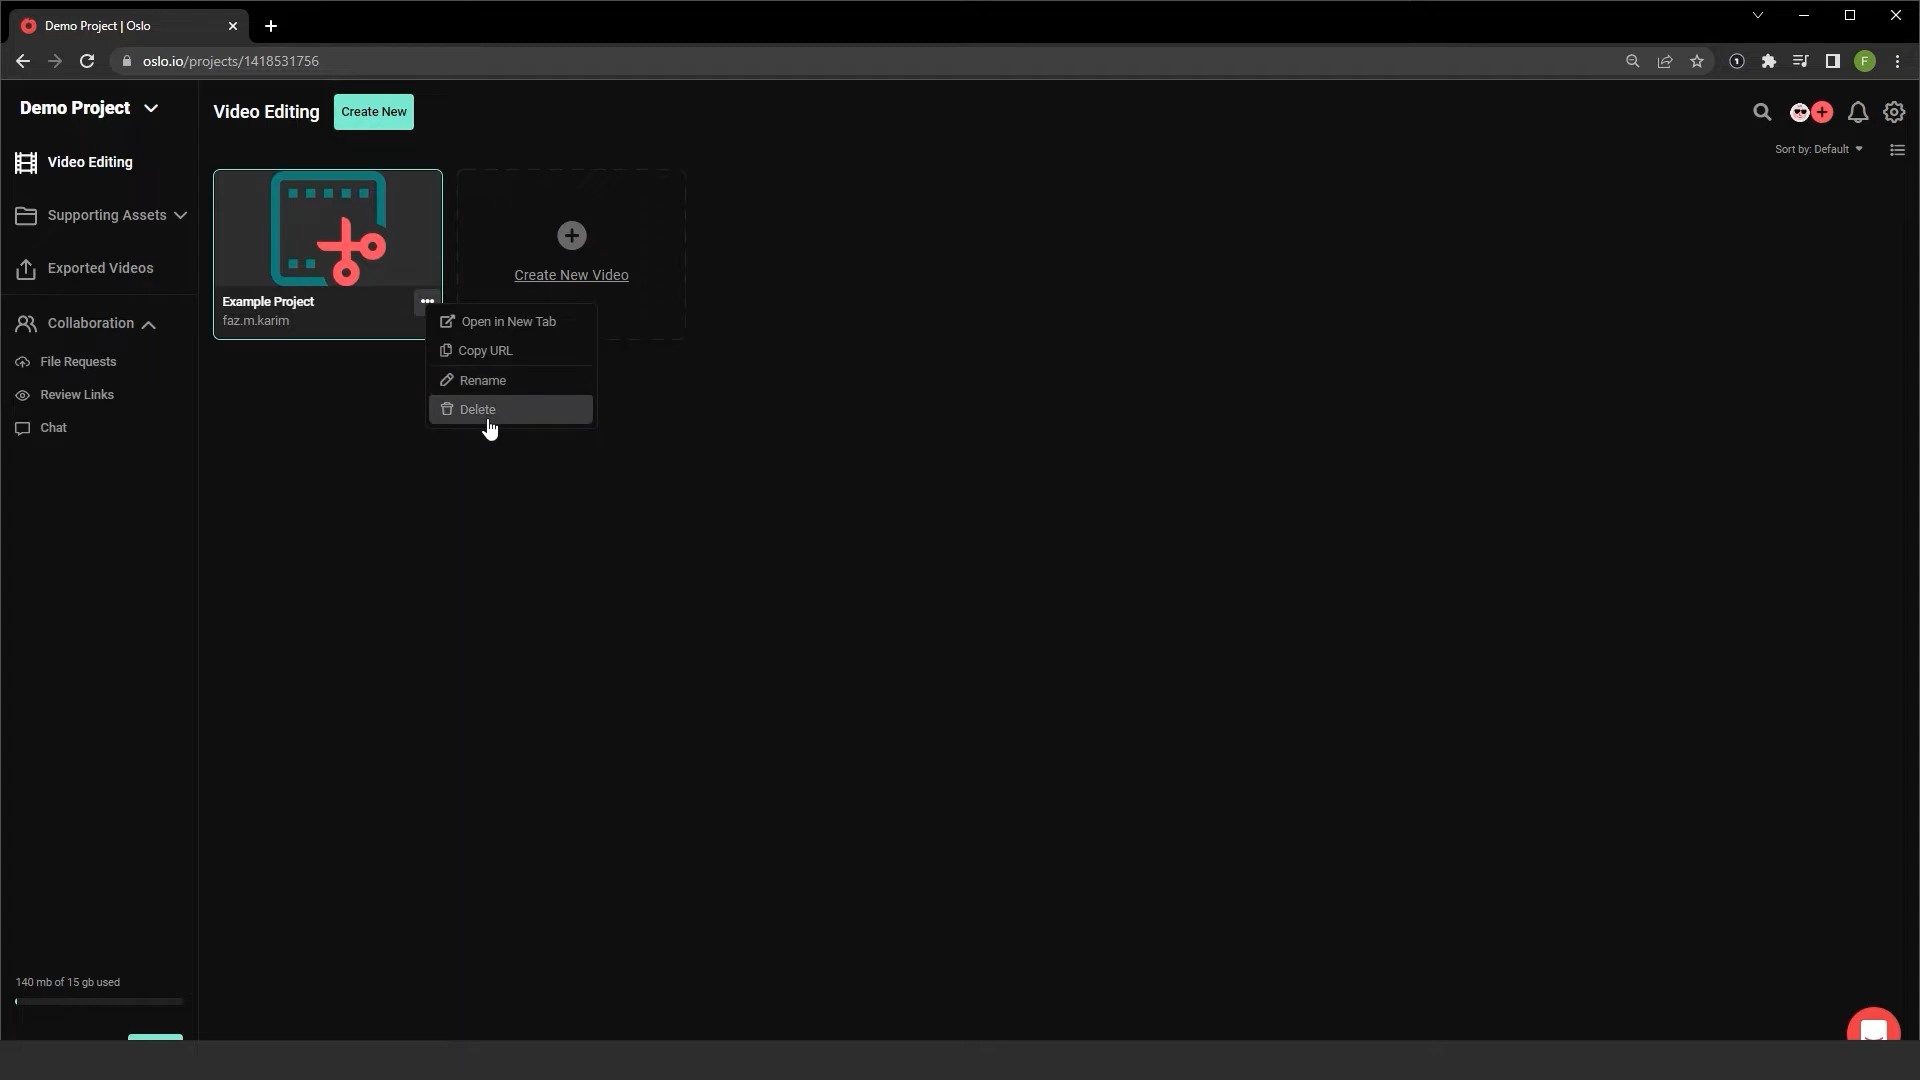 Demo Project | Oslo
oslo.io/projects/1418531756
Demo Project
Video Editing
Create New
Sort by: Default
Video Editing
Supporting Assets
Exported Videos
Collaboration
File Requests
Review Links
Chat
Example Project
faz.m.karim
Create New Video
Open in New Tab
Copy URL
Rename
Delete
140 mb of 15 gb used
F